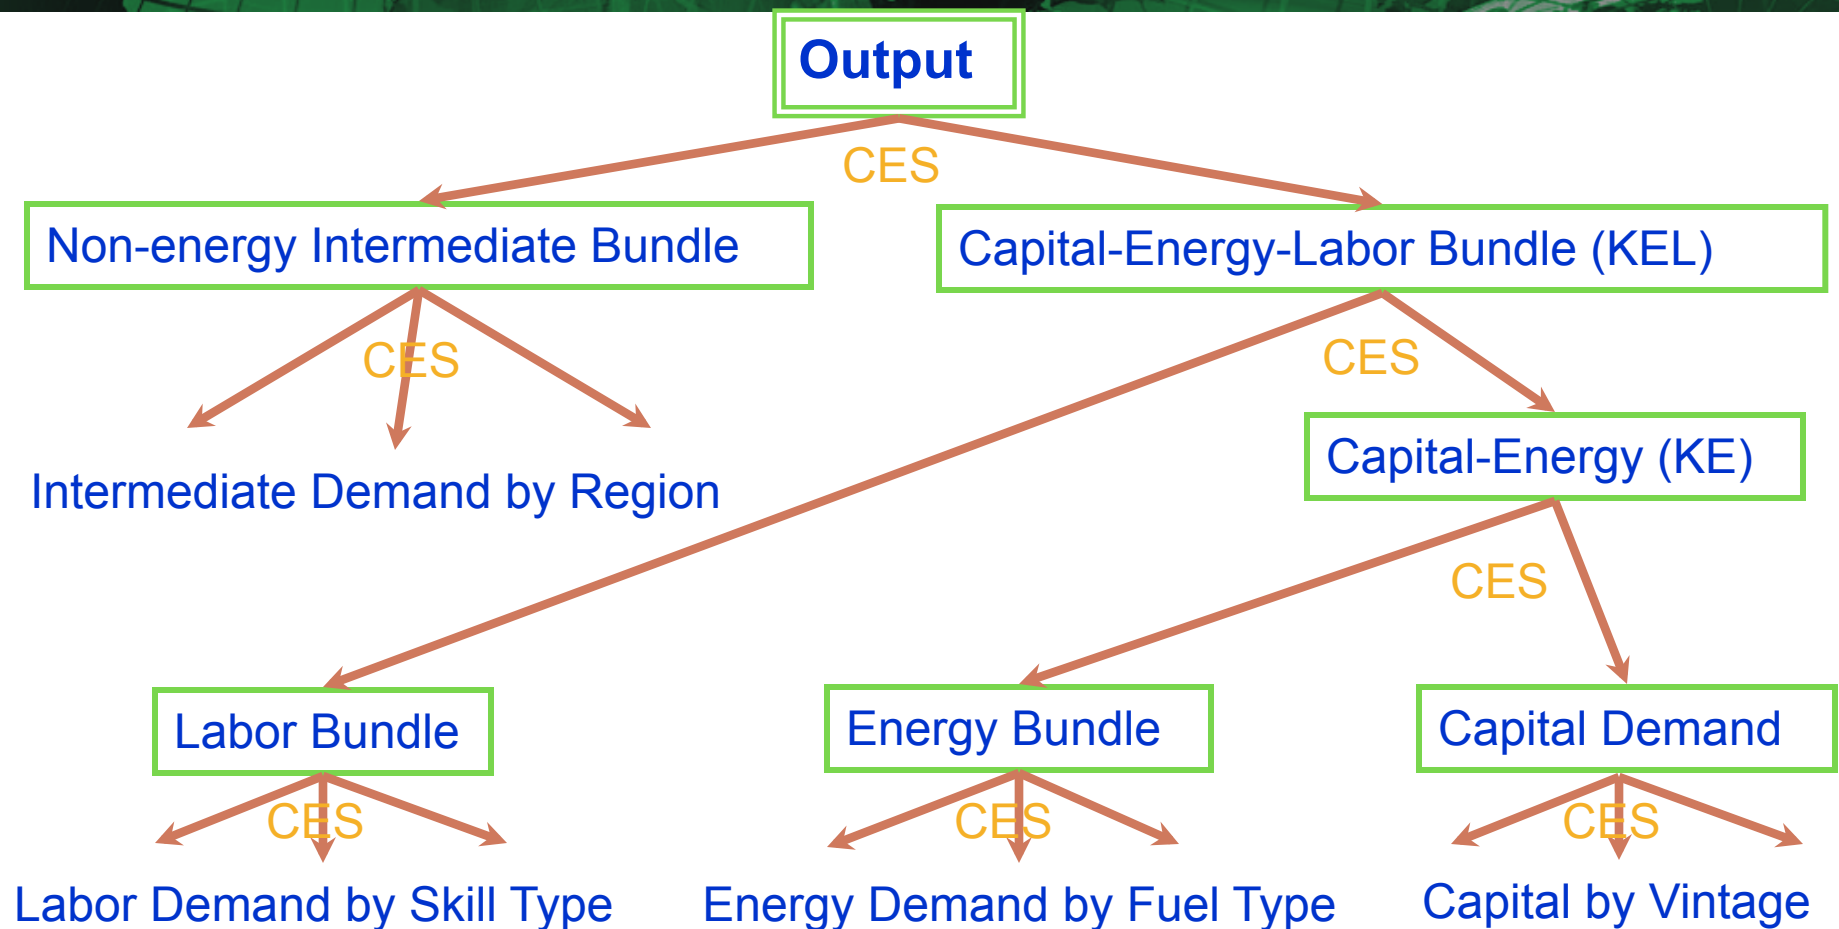 Output
CES
Non-energy Intermediate Bundle
Capital-Energy-Labor Bundle (KEL)
CES
CES
Capital-Energy (KE)
Intermediate Demand by Region
CES
Labor Bundle
Energy Bundle
Capital Demand
CES
CES
CES
Labor Demand by Skill Type
Energy Demand by Fuel Type
Capital by Vintage